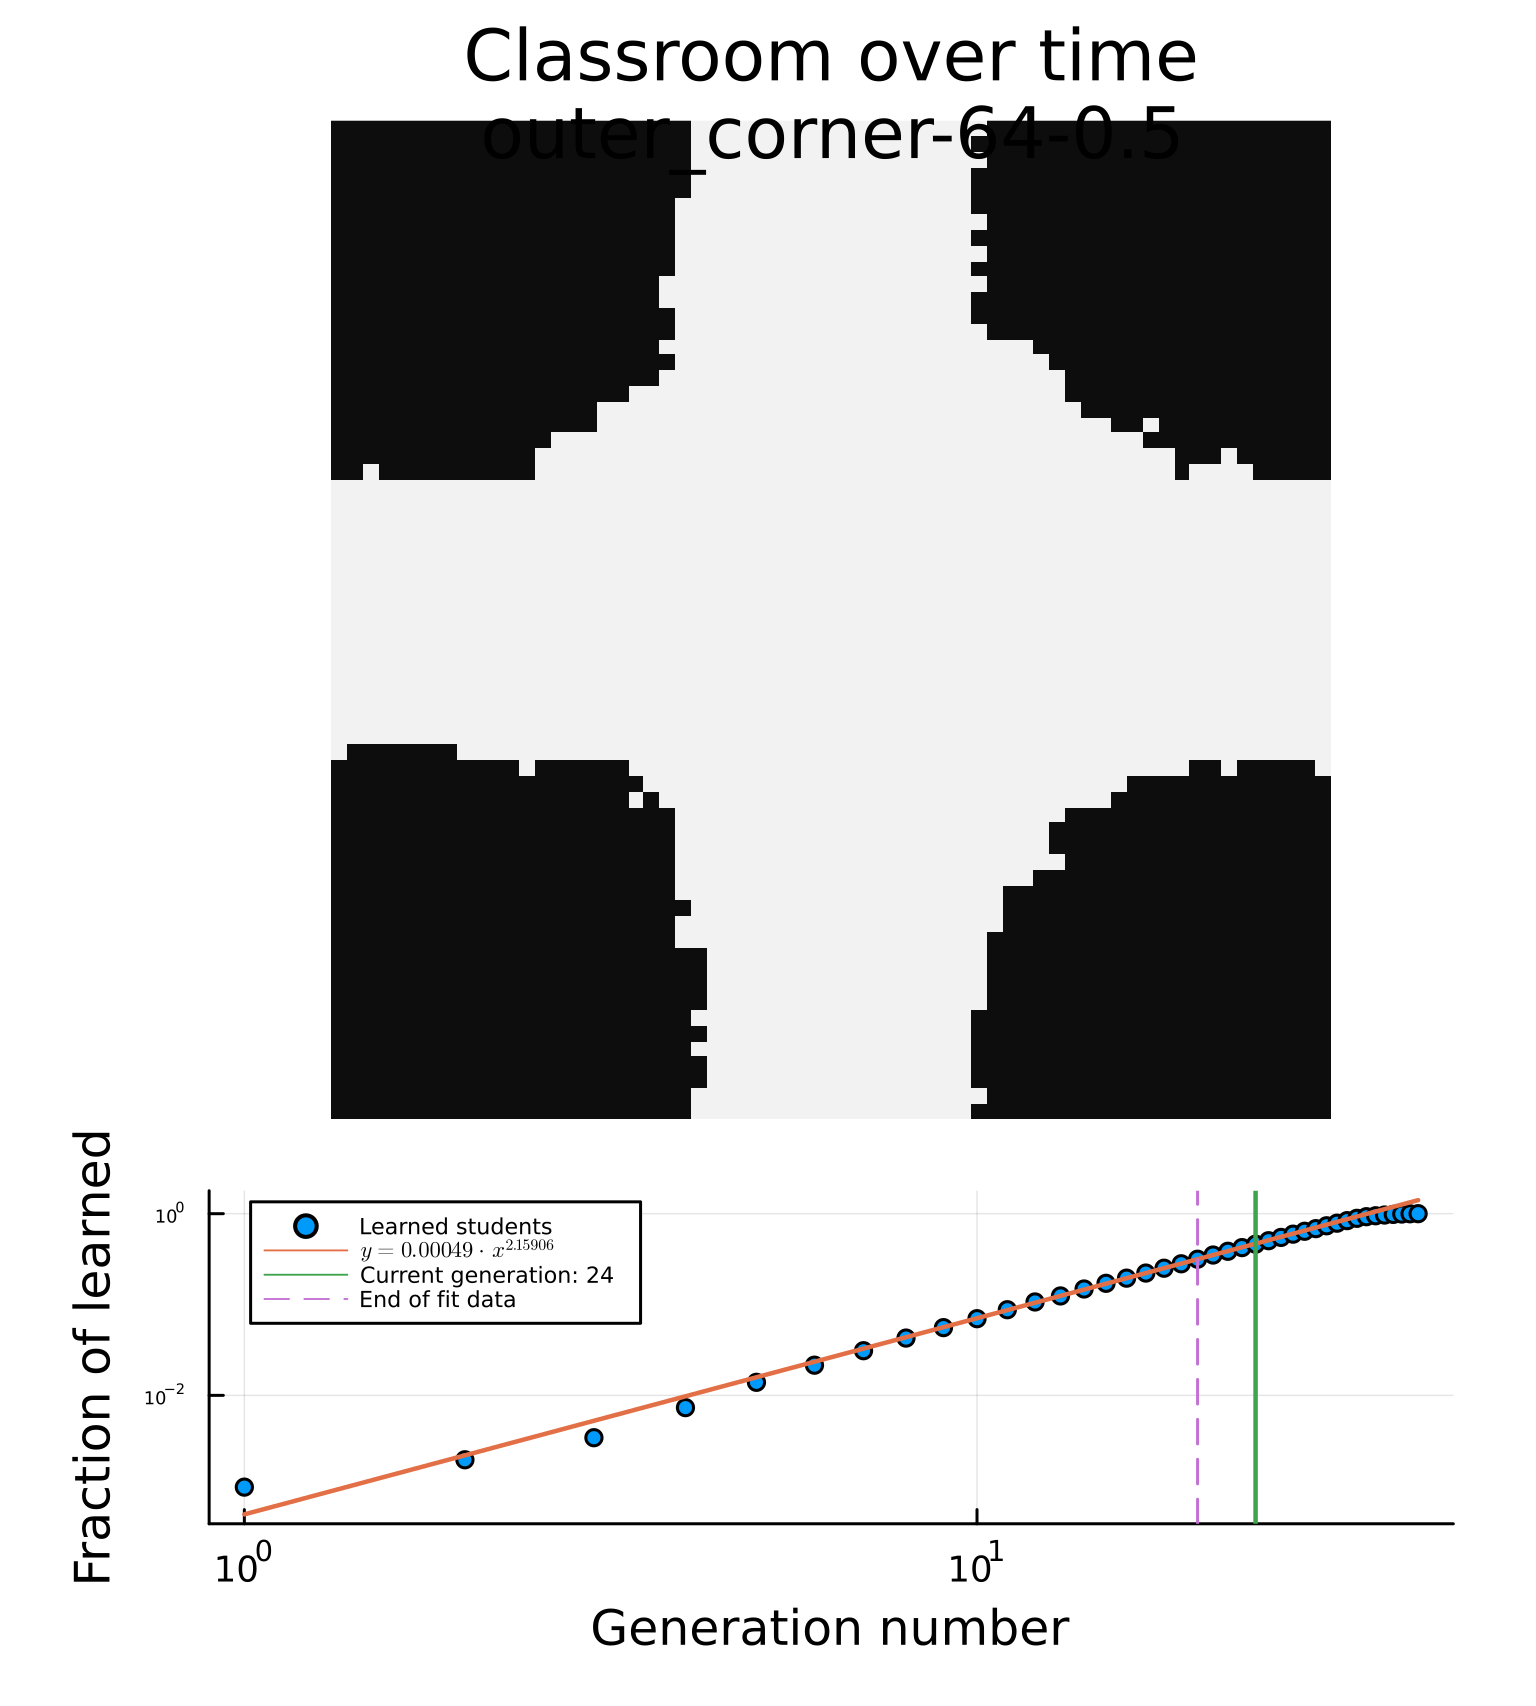 Classroom over time
outer_corner-64-0.5
Fraction of learned
10^0
10^-2
Learned students
y = 0.00049 · x^2.15906
Current generation: 24
End of fit data
10^0
10^1
Generation number